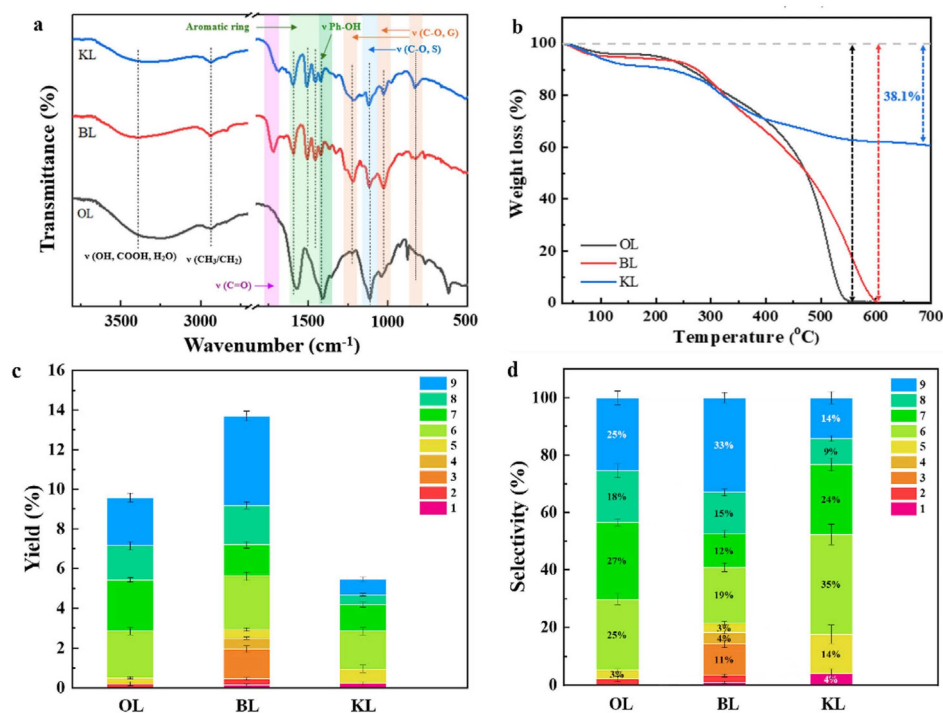 a
Aromatic ring
ν Ph-OH
ν (C-O, G)
ν (C-O, S)
KL
BL
OL
ν (OH, COOH, H2O)
ν (CH3/CH2)
ν (C=O)
Transmittance (%)
3500 3000 1500 1000 500
Wavenumber (cm-1)
b
100
80
60
40
20
0
38.1%
OL
BL
KL
Weight loss (%)
100 200 300 400 500 600 700
Temperature (oC)
c
16
14
12
10
8
6
4
2
0
9
8
7
6
5
4
3
2
1
Yield (%)
OL BL KL
d
100
80
60
40
20
0
25%
18%
27%
25%
3%
33%
15%
12%
19%
3%
4%
11%
14%
9%
24%
35%
14%
4%
9
8
7
6
5
4
3
2
1
Selectivity (%)
OL BL KL